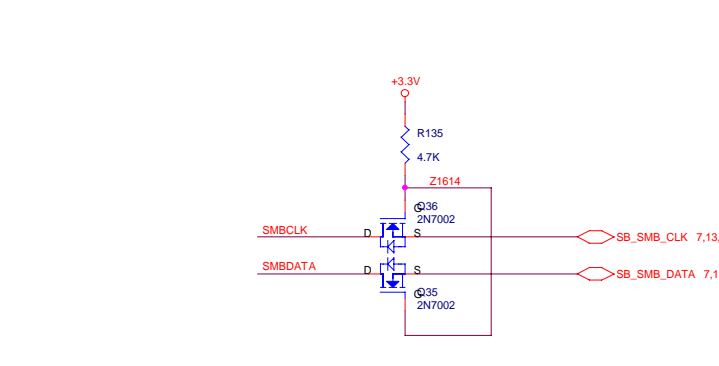 +3.3V
R135
4.7K
Z1614
G
Q36
2N7002
SMBCLK
D
S
SB_SMB_CLK 7,13,
SMBDATA
D
S
SB_SMB_DATA 7,1
G
Q35
2N7002